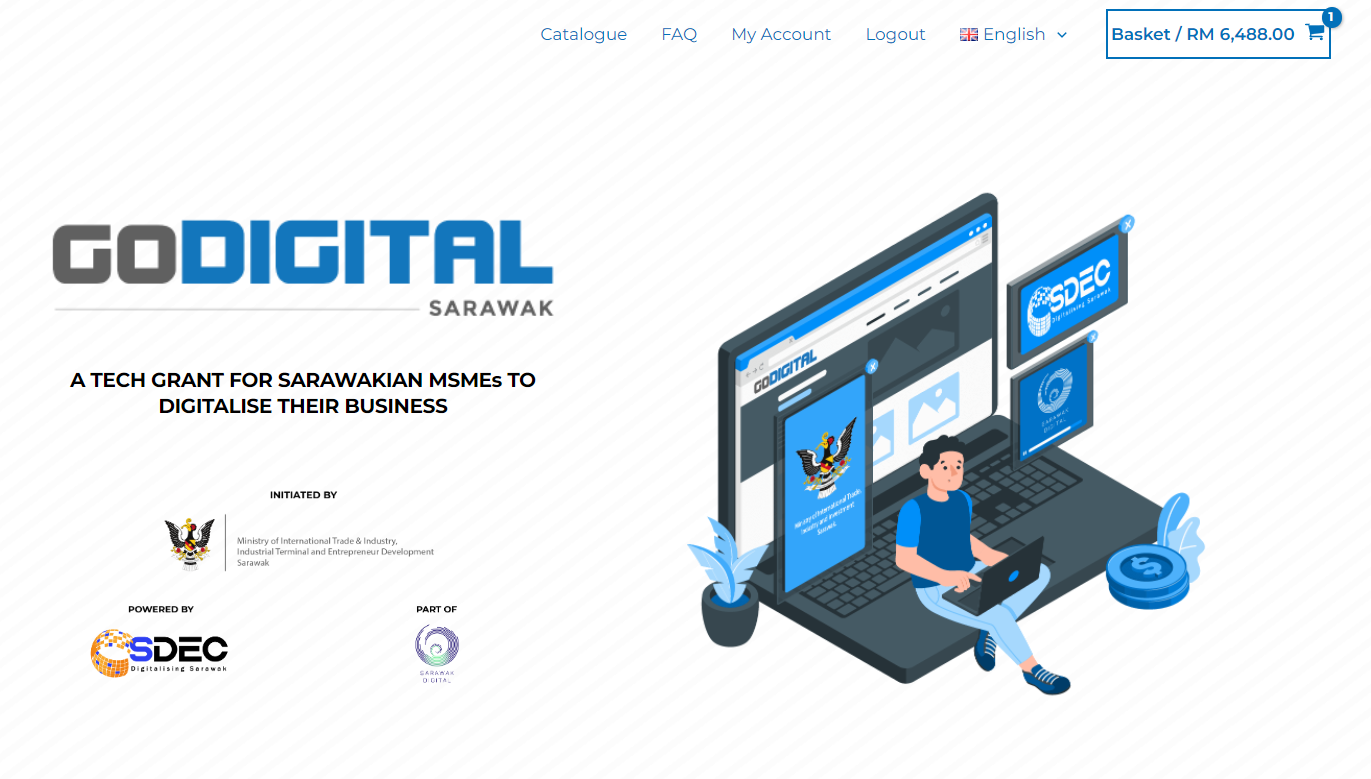 Catalogue FAQ My Account Logout English Basket / RM 6,488.00 1
GODIGITAL
SARAWAK
A TECH GRANT FOR SARAWAKIAN MSMEs TO
DIGITALISE THEIR BUSINESS
INITIATED BY
Ministry of International Trade & Industry,
Industrial Terminal and Entrepreneur Development
Sarawak
POWERED BY
SDEC
Digitalising Sarawak
PART OF
SARAWAK
DIGITAL
GODIGITAL
Ministry of International Trade,
Industry and Investment
Sarawak
SDEC
Digitalising Sarawak
SARAWAK
DIGITAL